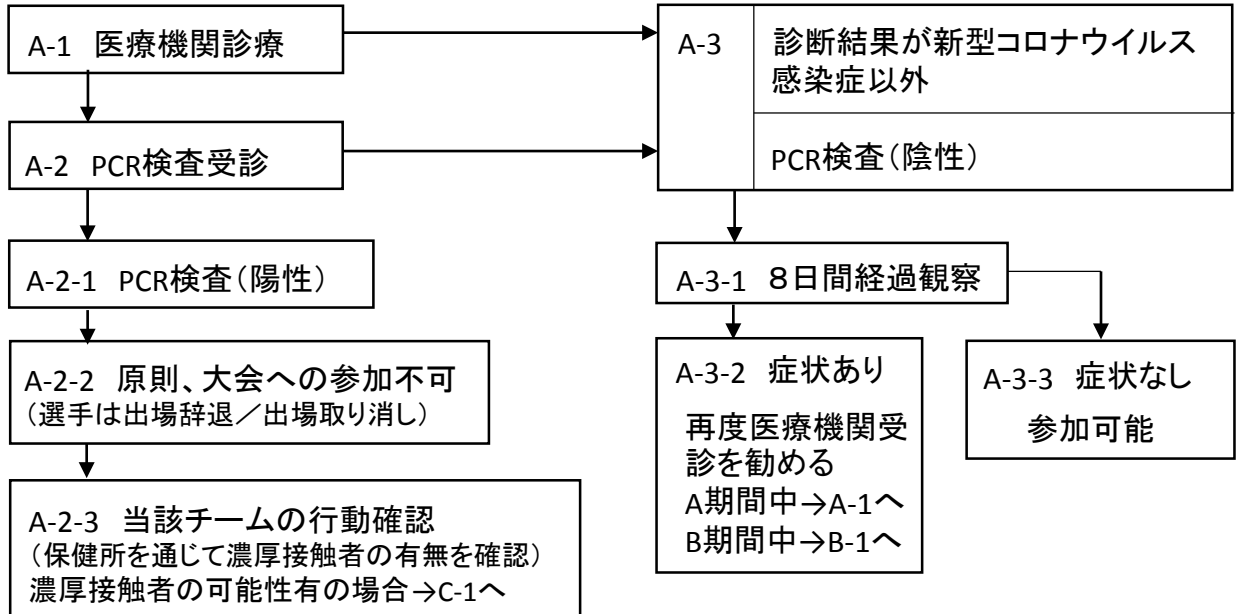 A-1 医療機関診療
A-2 PCR検査受診
A-2-1 PCR検査（陽性）
A-2-2 原則、大会への参加不可
（選手は出場辞退／出場取り消し）
A-2-3 当該チームの行動確認
（保健所を通じて濃厚接触者の有無を確認）
濃厚接触者の可能性有の場合→C-1へ
A-3 診断結果が新型コロナウイルス
感染症以外
PCR検査（陰性）
A-3-1 ８日間経過観察
A-3-2 症状あり
再度医療機関受
診を勧める
A期間中→A-1へ
B期間中→B-1へ
A-3-3 症状なし
参加可能